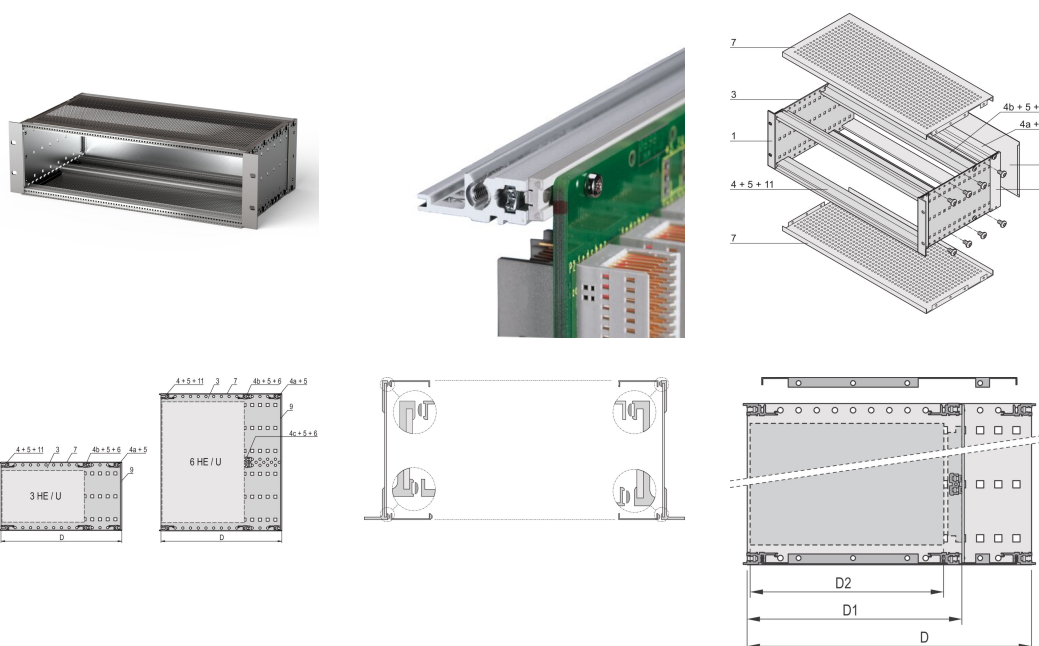 7
3
1
4 + 5 + 11
7
4b + 5 +
4a +
P2
4 + 5 + 11
3
7
4b + 5 + 6
4a + 5
9
3 HE / U
D
4 + 5 + 11
3
7
4b + 5 + 6
4a + 5
9
4c + 5 + 6
6 HE / U
D
D2
D1
D